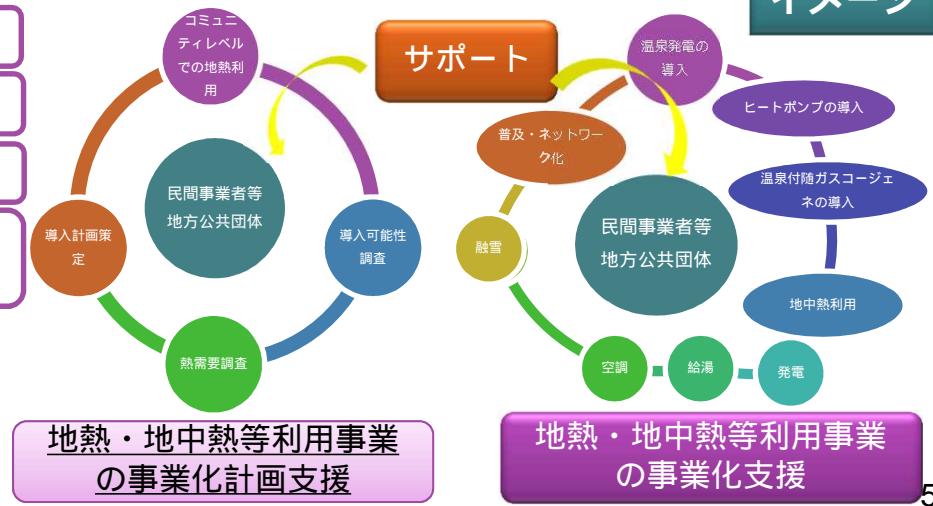 イメージ
サポート
コミュニ
ティレベル
での地熱利
用
民間事業者等
地方公共団体
導入計画策
定
導入可能性
調査
熱需要調査
地熱・地中熱等利用事業
の事業化計画支援
温泉発電の
導入
ヒートポンプの導入
普及・ネットワー
ク化
温泉付随ガスコージェ
ネの導入
民間事業者等
地方公共団体
融雪
地中熱利用
空調
給湯
発電
地熱・地中熱等利用事業
の事業化支援
5